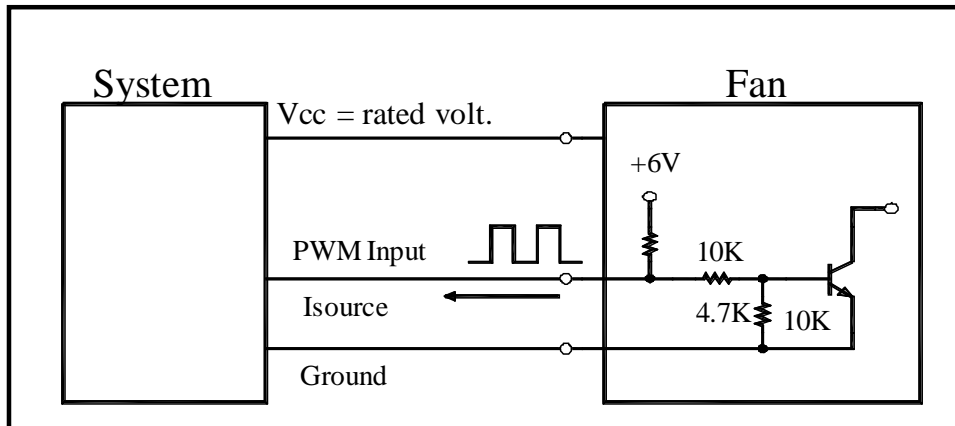 System
Fan
Vcc = rated volt.
+6V
PWM Input
10K
Isource
4.7K
10K
Ground